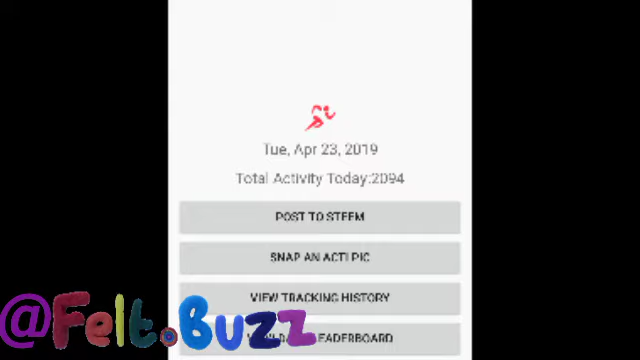 Tue, Apr 23, 2019
Total Activity Today:2094
POST TO STEEM
SNAP AN ACTI PIC
VIEW TRACKING HISTORY
LEADERBOARD
@Felt.Buzz